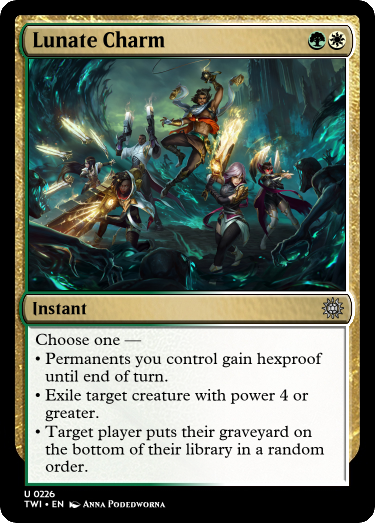 Lunate Charm
Instant
Choose one —
• Permanents you control gain hexproof
until end of turn.
• Exile target creature with power 4 or
greater.
• Target player puts their graveyard on
the bottom of their library in a random
order.
U 0226
TWI • EN Anna Podedworna